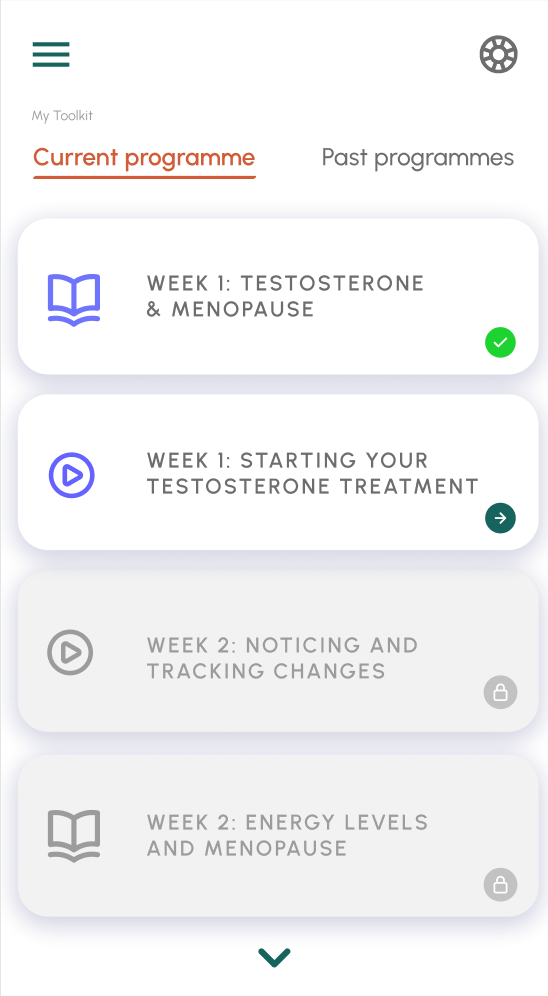 My Toolkit
Current programme
Past programmes
WEEK 1: TESTOSTERONE
& MENOPAUSE
WEEK 1: STARTING YOUR
TESTOSTERONE TREATMENT
WEEK 2: NOTICING AND
TRACKING CHANGES
WEEK 2: ENERGY LEVELS
AND MENOPAUSE